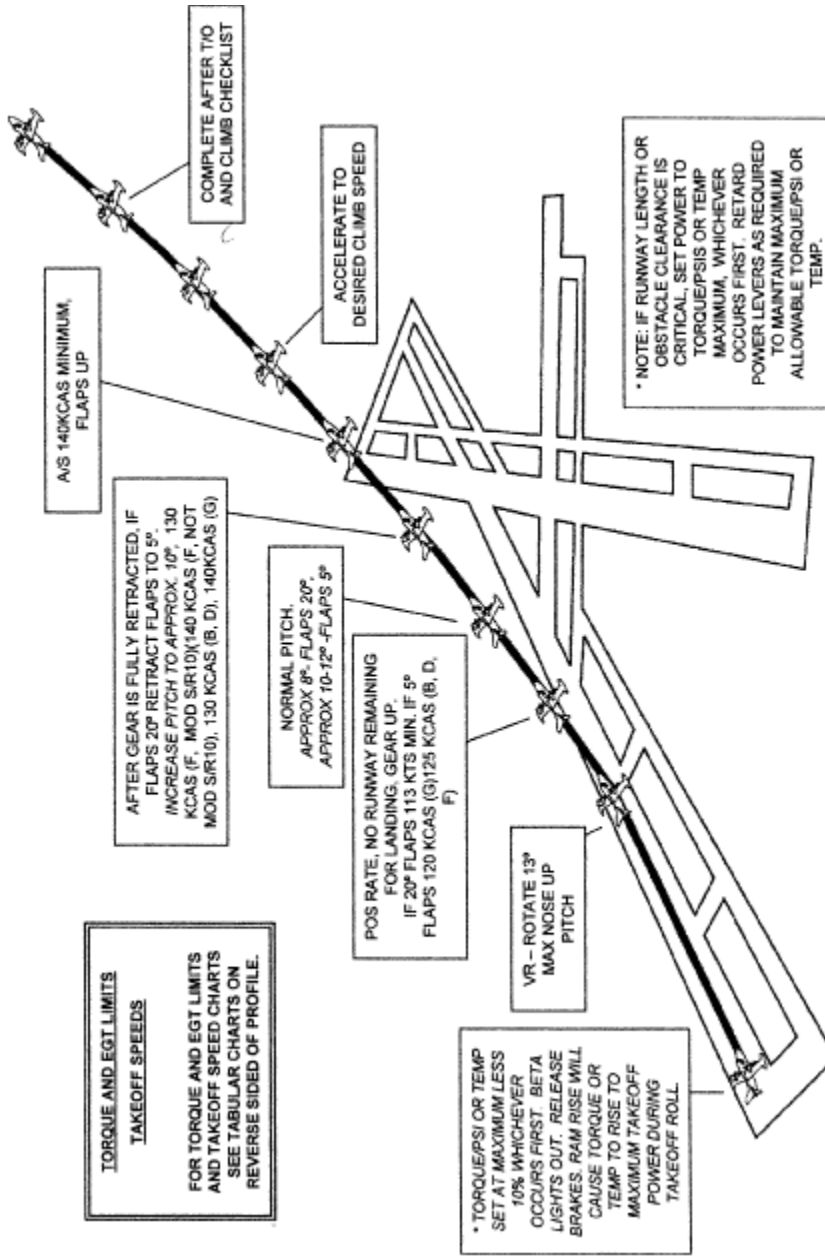 TORQUE AND EGT LIMITS
TAKEOFF SPEEDS
FOR TORQUE AND EGT LIMITS
AND TAKEOFF SPEED CHARTS
SEE TABULAR CHARTS ON
REVERSE SIDED OF PROFILE.
* TORQUE/PSI OR TEMP
SET AT MAXIMUM LESS
10% WHICHEVER
OCCURS FIRST. BETA
LIGHTS OUT. RELEASE
BRAKES. RAM RISE WILL
CAUSE TORQUE OR
TEMP TO RISE TO
MAXIMUM TAKEOFF
POWER DURING
TAKEOFF ROLL.
VR – ROTATE 13º
MAX NOSE UP
PITCH
POS RATE, NO RUNWAY REMAINING
FOR LANDING, GEAR UP.
IF 20º FLAPS 113 KTS MIN. IF 5º
FLAPS 120 KCAS (G)125 KCAS (B, D,
F)
NORMAL PITCH.
APPROX 8º- FLAPS 20º,
APPROX 10-12º -FLAPS 5º
AFTER GEAR IS FULLY RETRACTED, IF
FLAPS 20º RETRACT FLAPS TO 5º.
INCREASE PITCH TO APPROX. 10º, 130
KCAS (F, MOD S/R10)(140 KCAS (F, NOT
MOD S/R10), 130 KCAS (B, D), 140KCAS (G)
A/S 140KCAS MINIMUM,
FLAPS UP
ACCELERATE TO
DESIRED CLIMB SPEED
COMPLETE AFTER T/O
AND CLIMB CHECKLIST
* NOTE: IF RUNWAY LENGTH OR
OBSTACLE CLEARANCE IS
CRITICAL, SET POWER TO
TORQUE/PSIS OR TEMP
MAXIMUM, WHICHEVER
OCCURS FIRST. RETARD
POWER LEVERS AS REQUIRED
TO MAINTAIN MAXIMUM
ALLOWABLE TORQUE/PSI OR
TEMP.